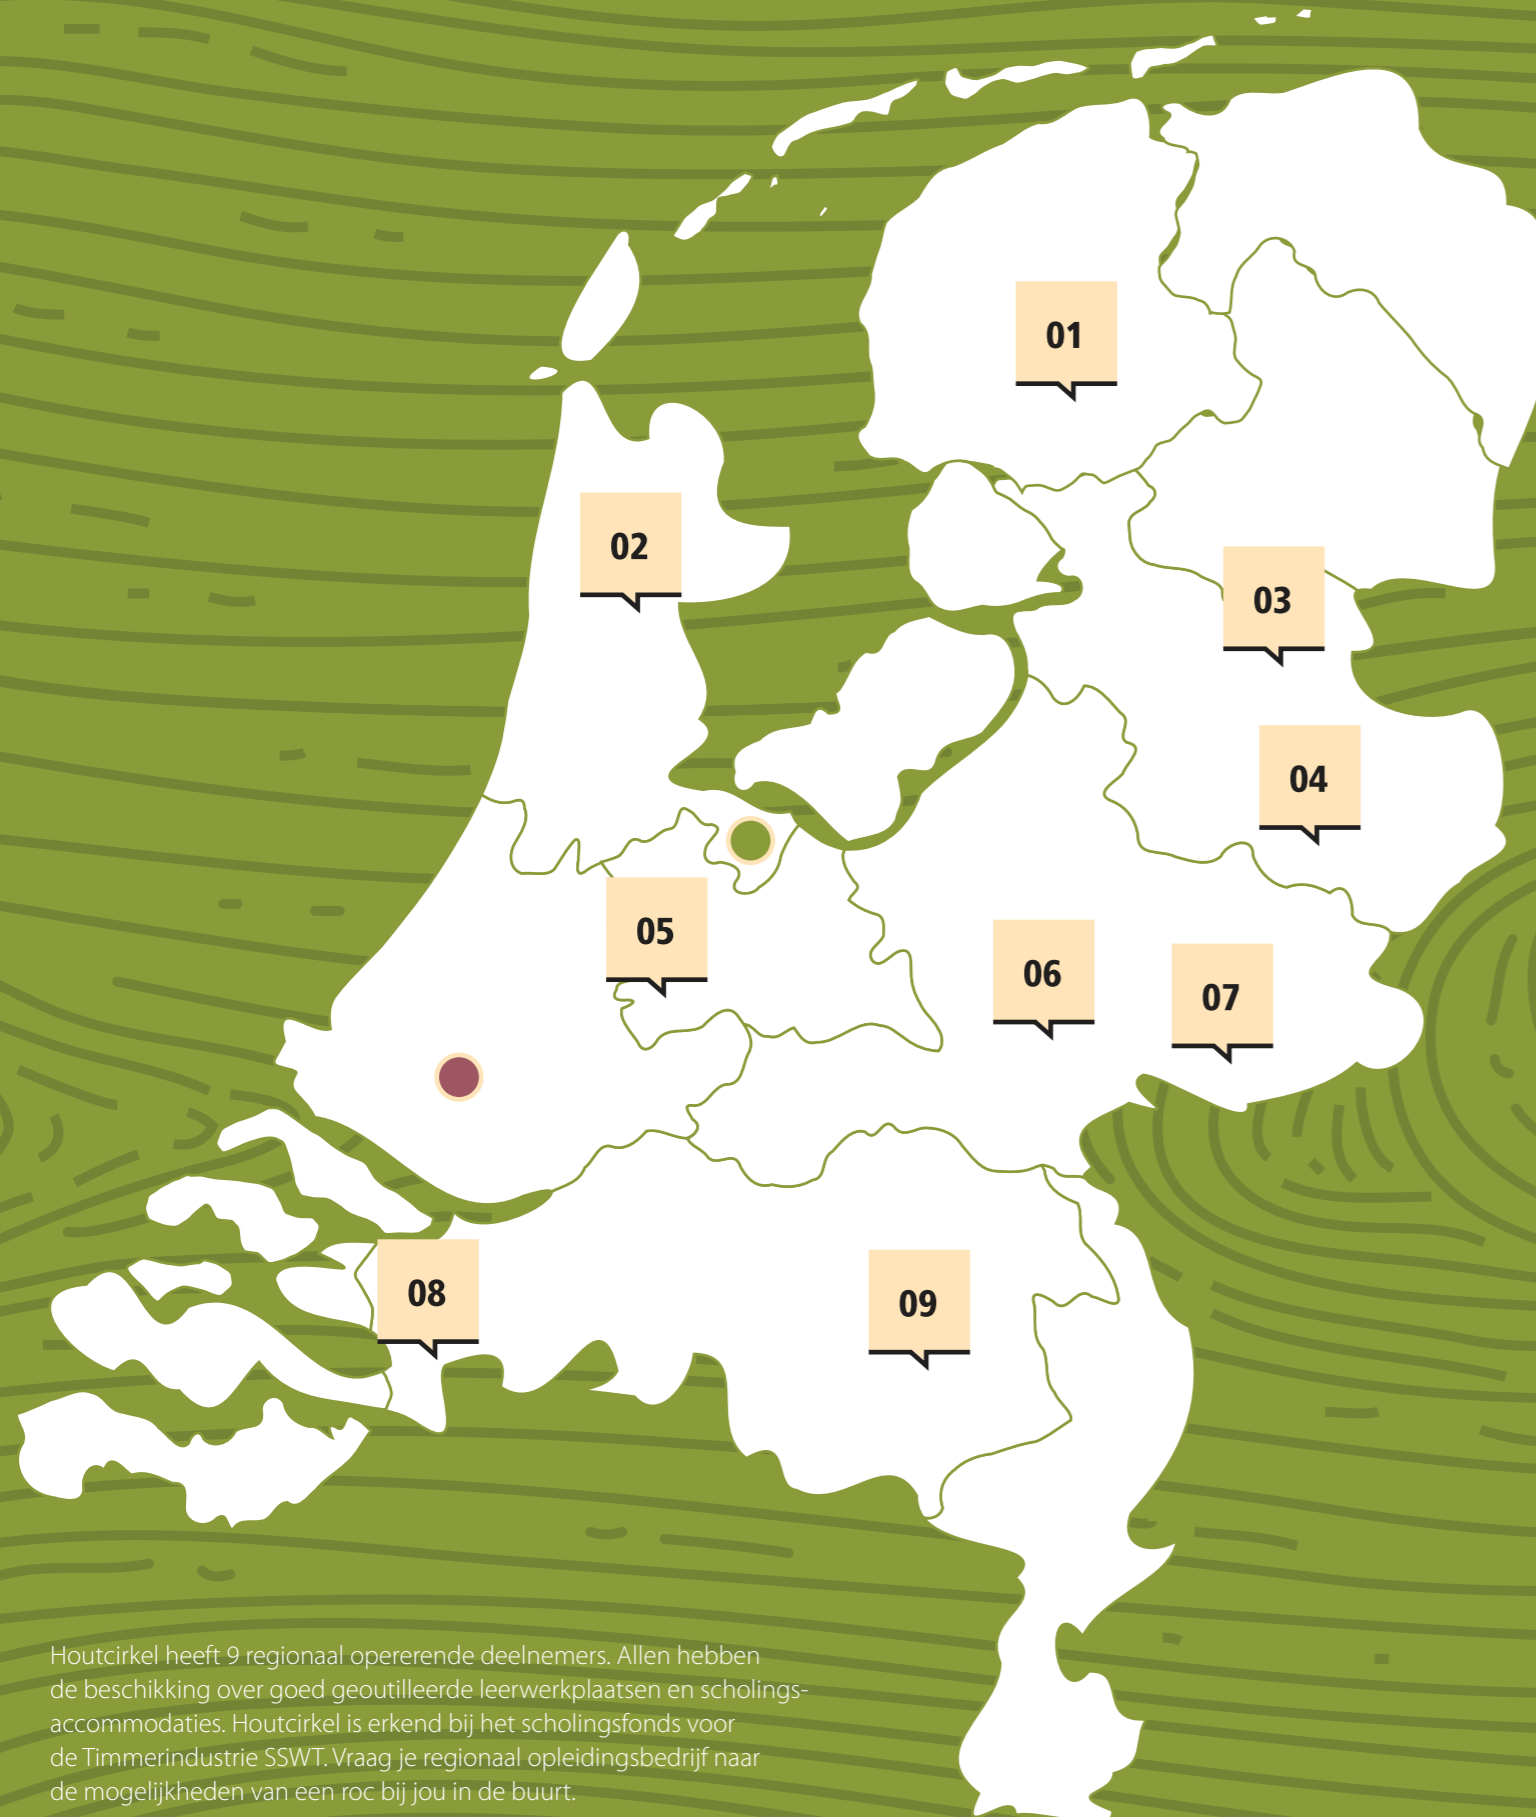 01
02
03
04
05
06
07
08
09
Houtcirkel heeft 9 regionaal opererende deelnemers. Allen hebben
de beschikking over goed geoutilleerde leerwerkplaatsen en scholings-
accommodaties. Houtcirkel is erkend bij het scholingsfonds voor
de Timmerindustrie SSWT. Vraag je regionaal opleidingsbedrijf naar
de mogelijkheden van een roc bij jou in de buurt.